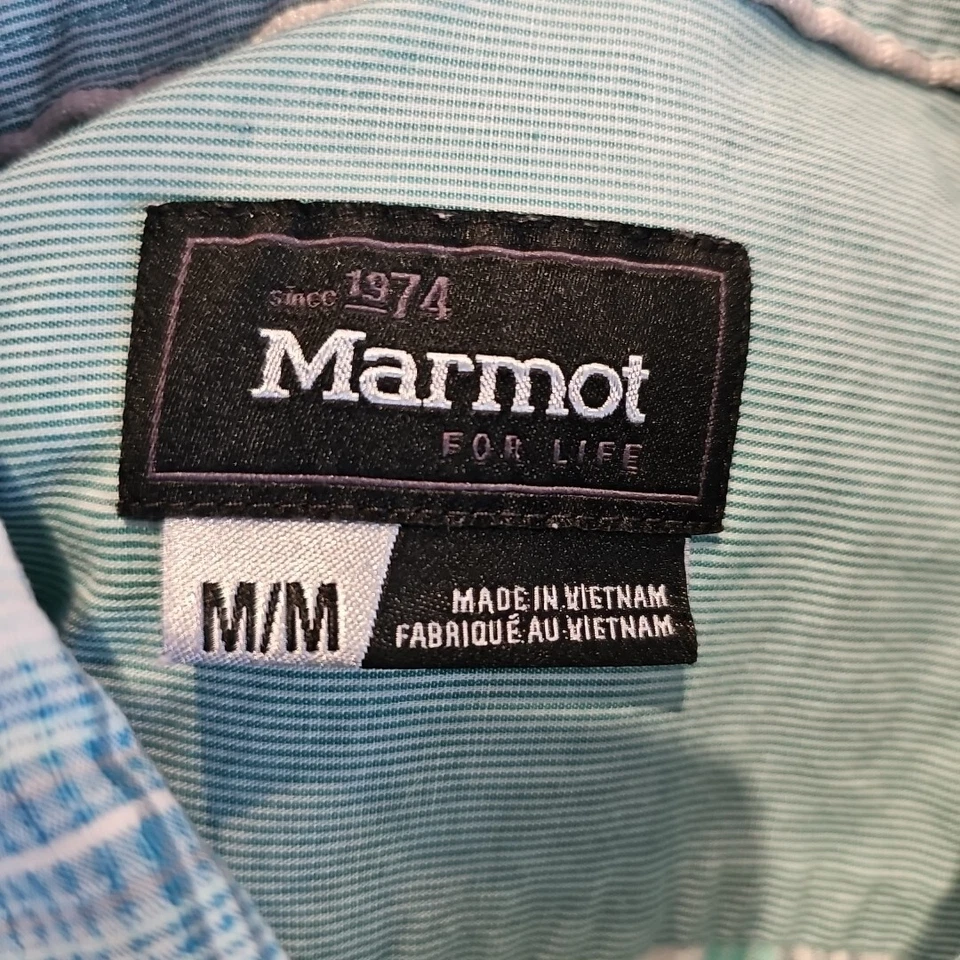 since 1974
Marmot
FOR LIFE
M/M
MADE IN VIETNAM
FABRIQUÉ AU VIETNAM